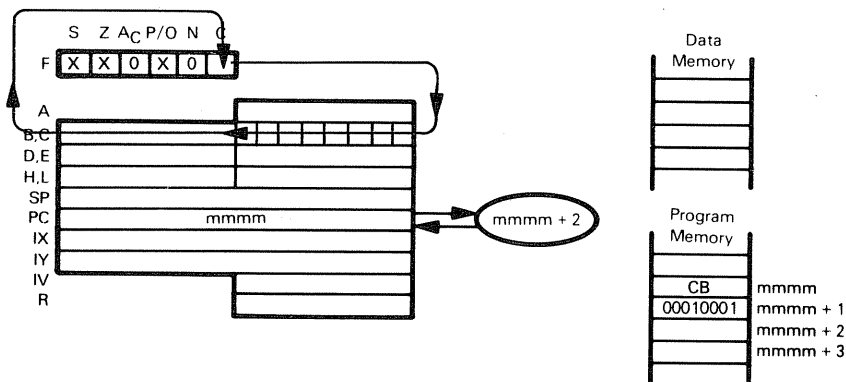 S Z AC P/O N C
F X X 0 X 0
A
B,C
D,E
H,L
SP
PC mmmm mmmm + 2
IX
IY
IV
R
Data
Memory
Program
Memory
CB mmmm
00010001 mmmm + 1
mmmm + 2
mmmm + 3